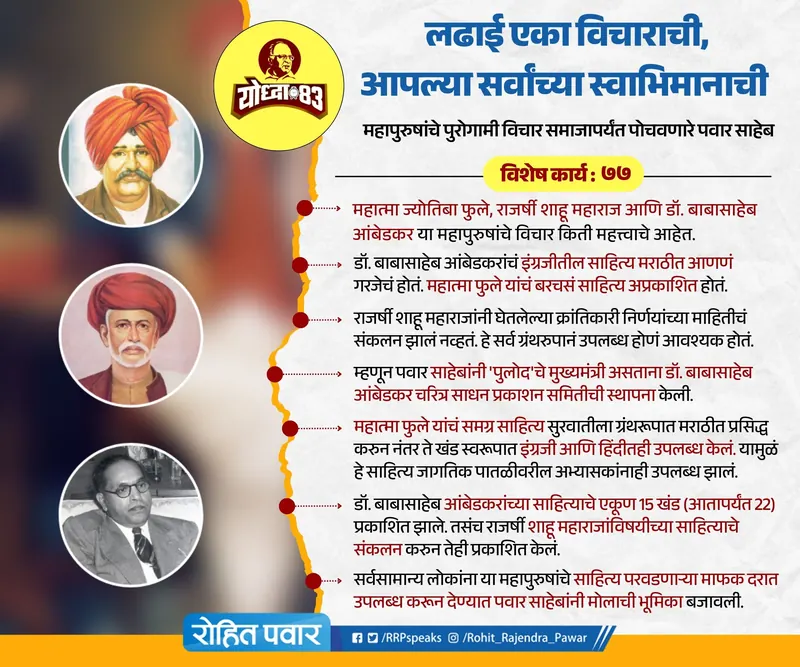 लढाई एका विचाराची,
आपल्या सर्वांच्या स्वाभिमानाची
योध्दा@83
महापुरुषांचे पुरोगामी विचार समाजापर्यंत पोचवणारे पवार साहेब
विशेष कार्य : ७७
महात्मा ज्योतिबा फुले, राजर्षी शाहू महाराज आणि डॉ. बाबासाहेब
आंबेडकर या महापुरुषांचे विचार किती महत्त्वाचे आहेत.
डॉ. बाबासाहेब आंबेडकरांचं इंग्रजीतील साहित्य मराठीत आणणं
गरजेचं होतं. महात्मा फुले यांचं बरचसं साहित्य अप्रकाशित होतं.
राजर्षी शाहू महाराजांनी घेतलेल्या क्रांतिकारी निर्णयांच्या माहितीचं
संकलन झालं नव्हतं. हे सर्व ग्रंथरुपानं उपलब्ध होणं आवश्यक होतं.
म्हणून पवार साहेबांनी 'पुलोद'चे मुख्यमंत्री असताना डॉ. बाबासाहेब
आंबेडकर चरित्र साधन प्रकाशन समितीची स्थापना केली.
महात्मा फुले यांचं समग्र साहित्य सुरवातीला ग्रंथरूपात मराठीत प्रसिद्ध
करुन नंतर ते खंड स्वरूपात इंग्रजी आणि हिंदीतही उपलब्ध केलं. यामुळं
हे साहित्य जागतिक पातळीवरील अभ्यासकांनाही उपलब्ध झालं.
डॉ. बाबासाहेब आंबेडकरांच्या साहित्याचे एकूण 15 खंड (आतापर्यंत 22)
प्रकाशित झाले. तसंच राजर्षी शाहू महाराजांविषयीच्या साहित्याचे
संकलन करुन तेही प्रकाशित केलं.
सर्वसामान्य लोकांना या महापुरुषांचे साहित्य परवडणाऱ्या माफक दरात
उपलब्ध करून देण्यात पवार साहेबांनी मोलाची भूमिका बजावली.
रोहित पवार
/RRPspeaks /Rohit_Rajendra_Pawar